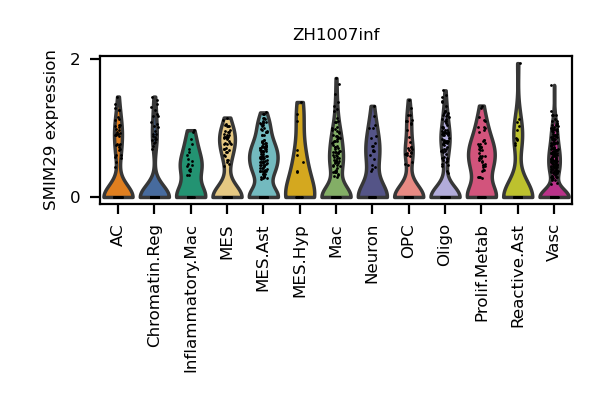 ZH1007inf
SMIM29 expression
2
0
AC
Chromatin.Reg
Inflammatory.Mac
MES
MES.Ast
MES.Hyp
Mac
Neuron
OPC
Oligo
Prolif.Metab
Reactive.Ast
Vasc